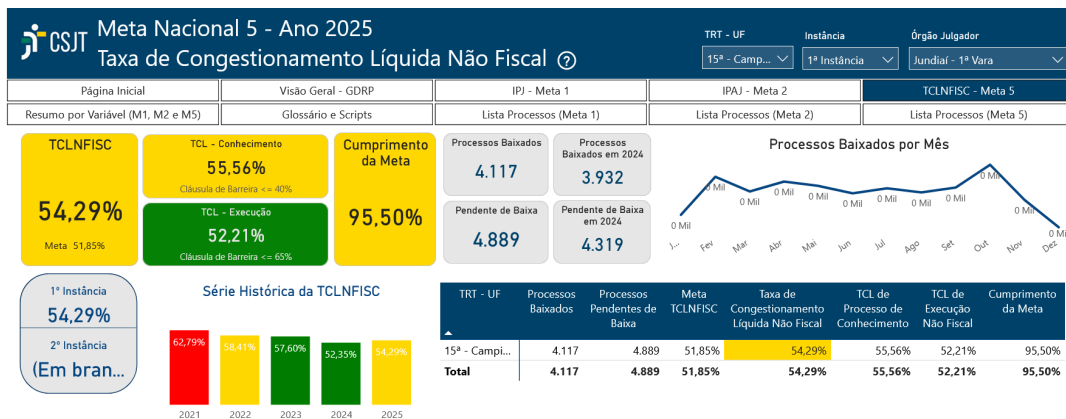 CSJT
Meta Nacional 5 - Ano 2025
Taxa de Congestionamento Líquida Não Fiscal ?
TRT - UF
Instância
Órgão Julgador
15ª - Camp...
1ª Instância
Jundiaí - 1ª Vara
Página Inicial
Visão Geral - GDRP
IPJ - Meta 1
IPAJ - Meta 2
TCLNFISC - Meta 5
Resumo por Variável (M1, M2 e M5)
Glossário e Scripts
Lista Processos (Meta 1)
Lista Processos (Meta 2)
Lista Processos (Meta 5)
TCLNFISC
54,29%
Meta 51,85%
TCL - Conhecimento
55,56%
Cláusula de Barreira <= 40%
TCL - Execução
52,21%
Cláusula de Barreira <= 65%
Cumprimento
da Meta
95,50%
Processos Baixados
4.117
Processos
Baixados em 2024
3.932
Pendente de Baixa
4.889
Pendente de Baixa
em 2024
4.319
Processos Baixados por Mês
0 Mil
0 Mil
0 Mil
0 Mil
0 Mil
0 Mil
0 Mil
0 Mil
0 Mil
0 Mil
0 Mil
0 Mil
J...
Fev
Mar
Abr
Mai
Jun
Jul
Ago
Set
Out
Nov
Dez
1º Instância
54,29%
2º Instância
(Em bran...
Série Histórica da TCLNFISC
62,79%
58,41%
57,60%
52,35%
54,29%
2021
2022
2023
2024
2025
TRT - UF
Processos
Baixados
Processos
Pendentes de
Baixa
Meta
TCLNFISC
Taxa de
Congestionamento
Líquida Não Fiscal
TCL de
Processo de
Conhecimento
TCL de
Execução
Não Fiscal
Cumprimento
da Meta
15ª - Campi... 4.117 4.889 51,85% 54,29% 55,56% 52,21% 95,50%
Total 4.117 4.889 51,85% 54,29% 55,56% 52,21% 95,50%